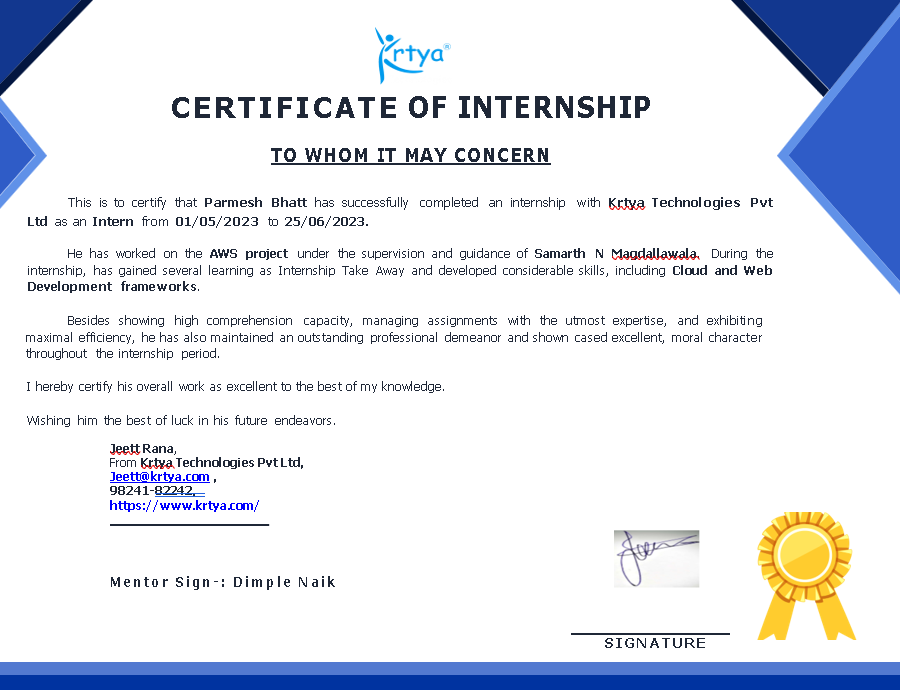 Krtya®
CERTIFICATE OF INTERNSHIP
TO WHOM IT MAY CONCERN
This is to certify that Parmesh Bhatt has successfully completed an internship with Krtya Technologies Pvt
Ltd as an Intern from 01/05/2023 to 25/06/2023.
He has worked on the AWS project under the supervision and guidance of Samarth N Magdallawala. During the
internship, has gained several learning as Internship Take Away and developed considerable skills, including Cloud and Web
Development frameworks.
Besides showing high comprehension capacity, managing assignments with the utmost expertise, and exhibiting
maximal efficiency, he has also maintained an outstanding professional demeanor and shown cased excellent, moral character
throughout the internship period.
I hereby certify his overall work as excellent to the best of my knowledge.
Wishing him the best of luck in his future endeavors.
Jeett Rana,
From Krtya Technologies Pvt Ltd,
Jeett@krtya.com ,
98241-82242,
https://www.krtya.com/
Mentor Sign-: Dimple Naik
SIGNATURE